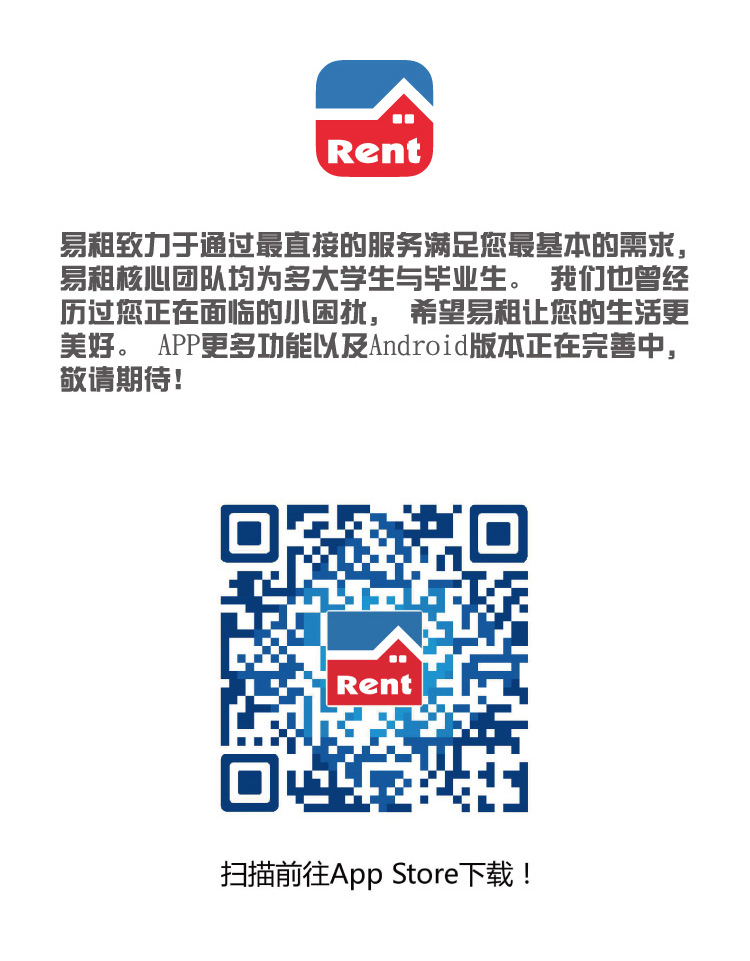 Rent
易租致力于通过最直接的服务满足您最基本的需求，
易租核心团队均为多大学生与毕业生。 我们也曾经
历过您正在面临的小困扰， 希望易租让您的生活更
美好。 APP更多功能以及Android版本正在完善中，
敬请期待！
Rent
扫描前往App Store下载！